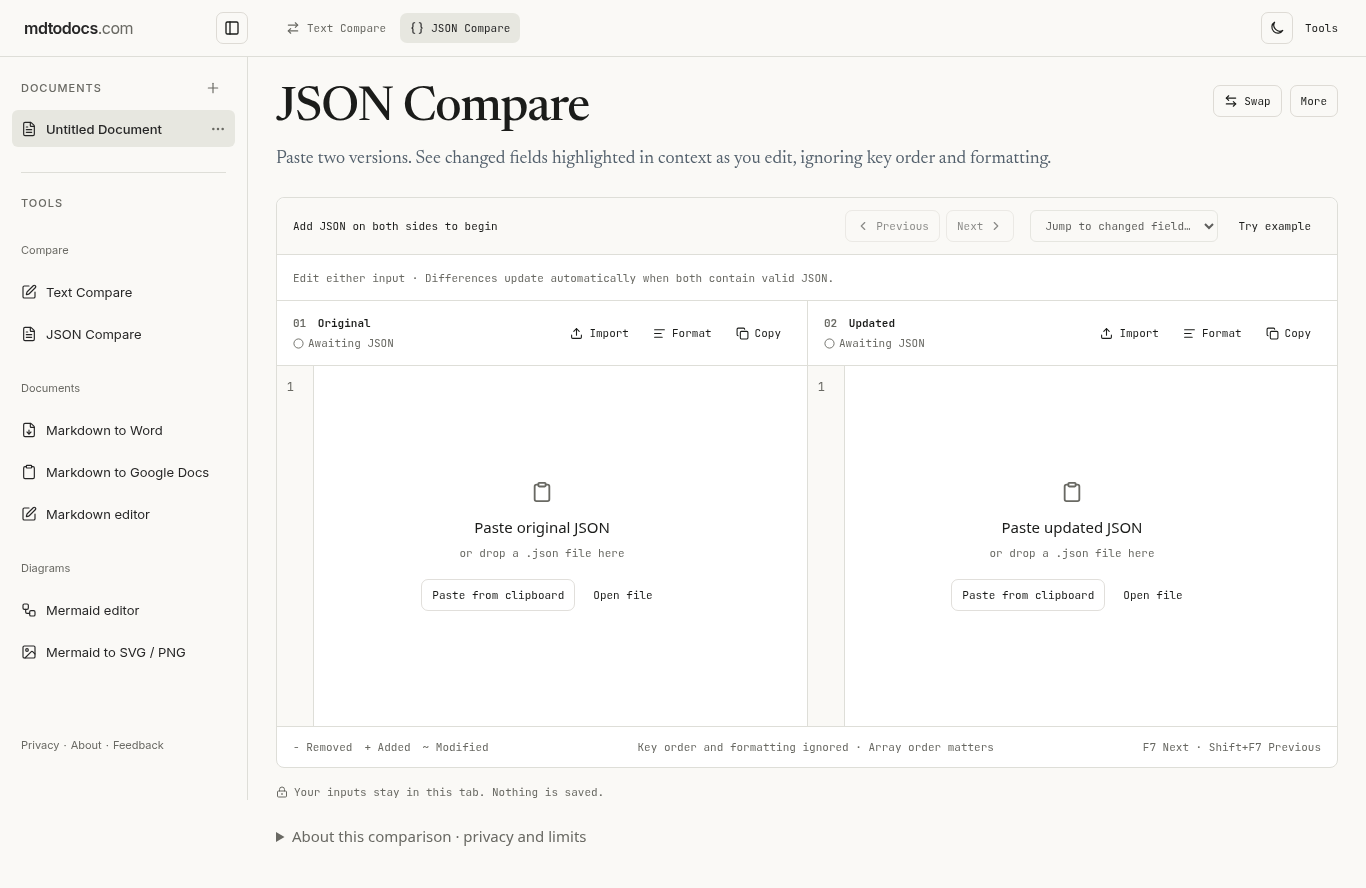 mdtodocs.com
Text Compare
JSON Compare
Tools
DOCUMENTS
Untitled Document
TOOLS
Compare
Text Compare
JSON Compare
Documents
Markdown to Word
Markdown to Google Docs
Markdown editor
Diagrams
Mermaid editor
Mermaid to SVG / PNG
Privacy · About · Feedback
JSON Compare
Swap
More
Paste two versions. See changed fields highlighted in context as you edit, ignoring key order and formatting.
Add JSON on both sides to begin
Previous
Next
Jump to changed field…
Try example
Edit either input · Differences update automatically when both contain valid JSON.
01 Original
Awaiting JSON
Import
Format
Copy
02 Updated
Awaiting JSON
Import
Format
Copy
1
Paste original JSON
or drop a .json file here
Paste from clipboard
Open file
1
Paste updated JSON
or drop a .json file here
Paste from clipboard
Open file
- Removed + Added ~ Modified
Key order and formatting ignored · Array order matters
F7 Next · Shift+F7 Previous
Your inputs stay in this tab. Nothing is saved.
About this comparison · privacy and limits